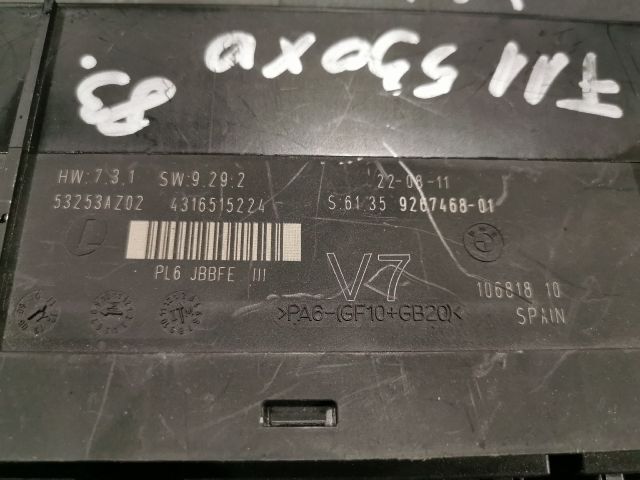 F11 530XD
83.
HW:7.3.1 SW:9.29:2 22-08-11
53253AZ02 4316515224 S:61.35 9267468-01
PL6 JBBFE III
V7
106818 10
>PA6-(GF10+GB20)<
SPAIN